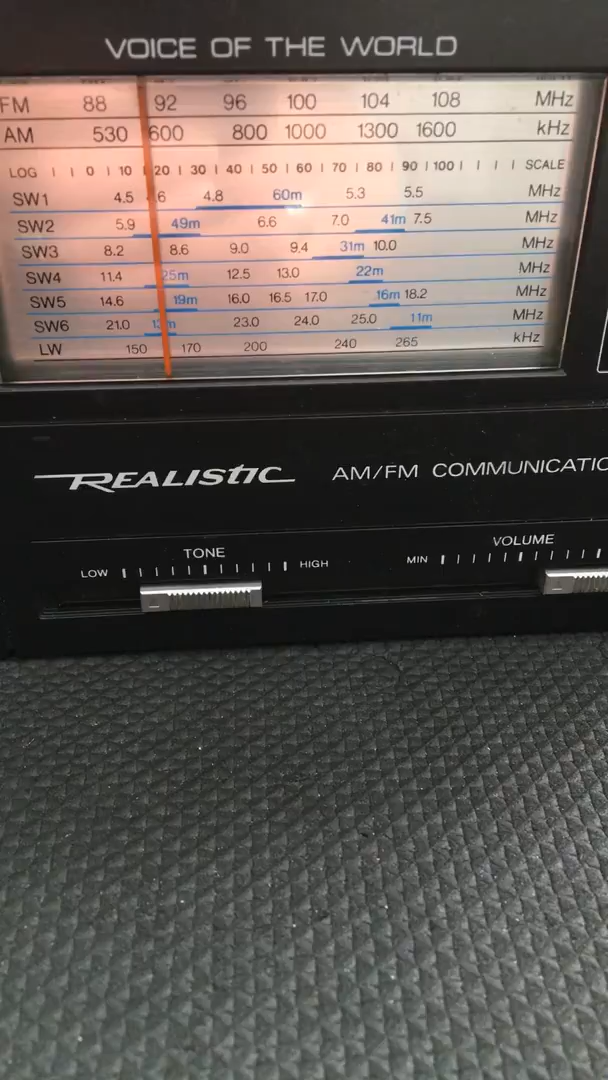 VOICE OF THE WORLD
FM 88 92 96 100 104 108 MHz
AM 530 600 800 1000 1300 1600 kHz
LOG 0 10 20 30 40 50 60 70 80 90 100 SCALE
SW1 4.5 4.8 60m 5.3 5.5 MHz
SW2 5.9 49m 6.6 7.0 41m 7.5 MHz
SW3 8.2 8.6 9.0 9.4 31m 10.0 MHz
SW4 11.4 25m 12.5 13.0 22m MHz
SW5 14.6 19m 16.0 16.5 17.0 16m 18.2 MHz
SW6 21.0 23.0 24.0 25.0 11m MHz
LW 150 170 200 240 265 kHz
REALISTIC AM/FM COMMUNICATIO
TONE VOLUME
LOW HIGH MIN